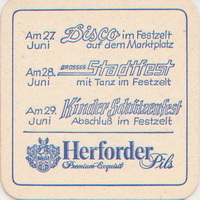 Am 27. Disco im Festzelt
Juni auf dem Marktplatz
Am 28. GROSSES Stadtfest
Juni mit Tanz im Festzelt
Am 29. Kinder Schützenfest
Juni Abschluß im Festzelt
Herforder
Premium-Exquisit Pils